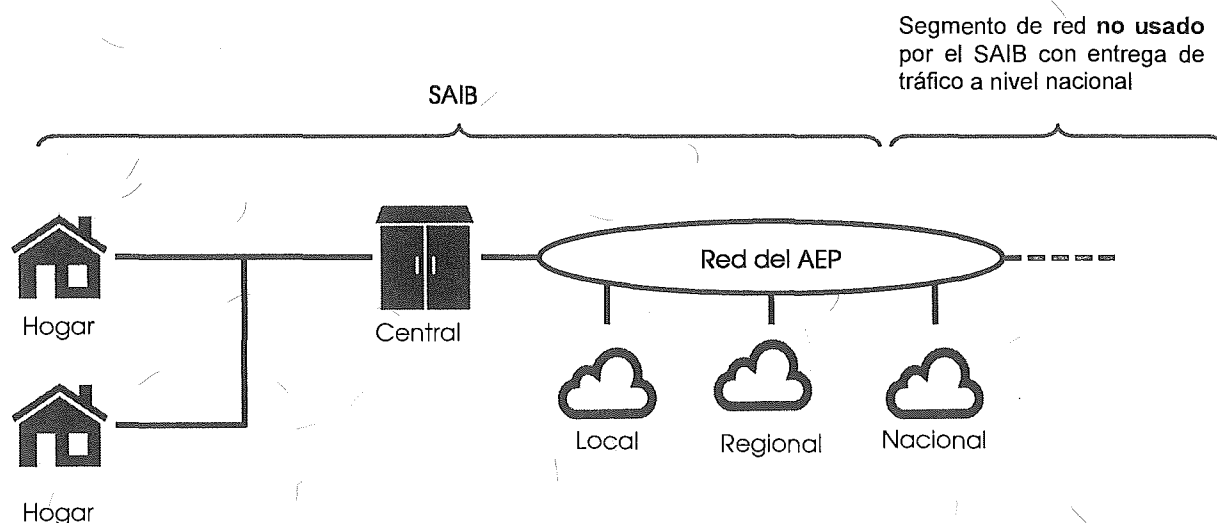 Segmento de red no usado
por el SAIB con entrega de
tráfico a nivel nacional
SAIB
Red del AEP
Hogar
Central
Local
Regional
Nacional
Hogar